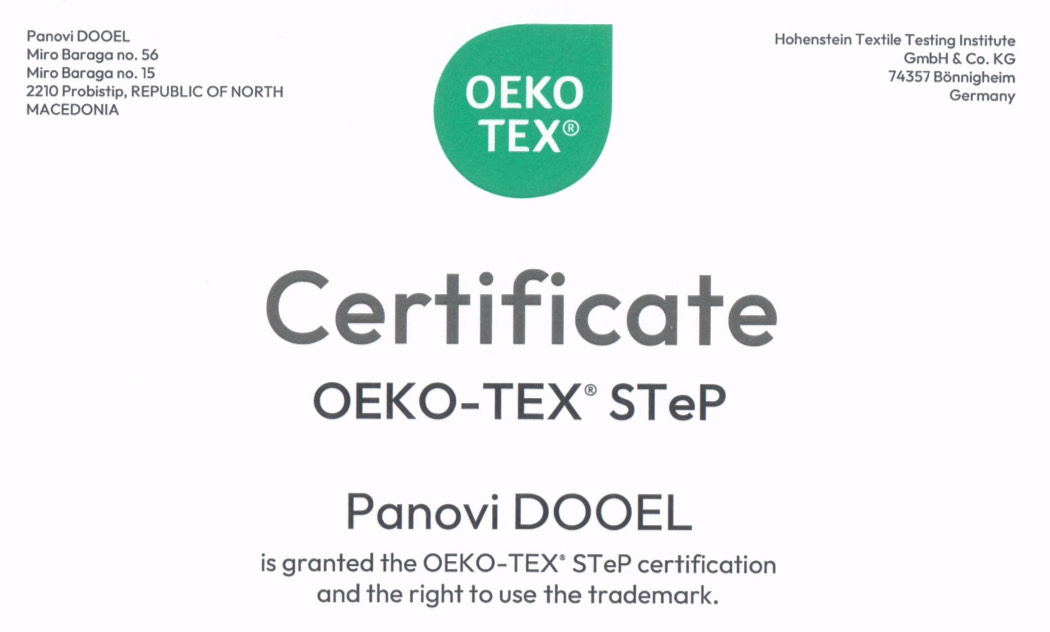 Panovi DOOEL
Miro Baraga no. 56
Miro Baraga no. 15
2210 Probistip, REPUBLIC OF NORTH
MACEDONIA
Hohenstein Textile Testing Institute
GmbH & Co. KG
74357 Bönnigheim
Germany
OEKO
TEX®
Certificate
OEKO-TEX® STeP
Panovi DOOEL
is granted the OEKO-TEX® STeP certification
and the right to use the trademark.